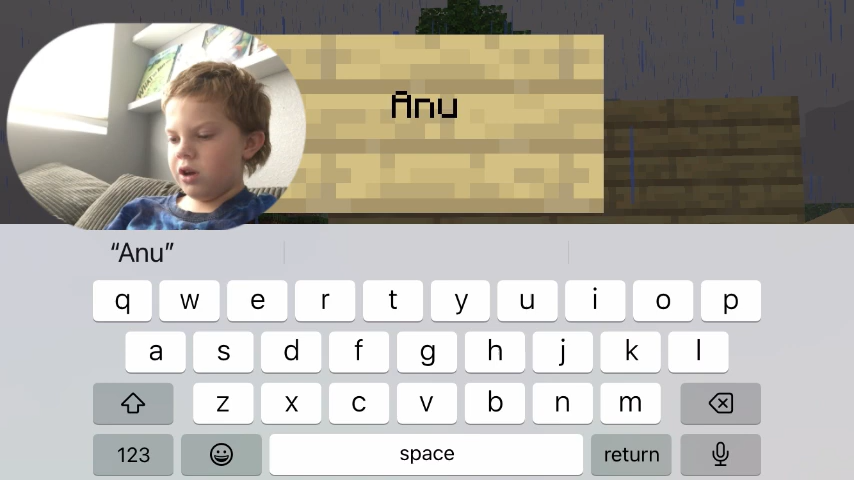 Anu
“Anu”
q w e r t y u i o p
a s d f g h j k l
z x c v b n m
123 space return